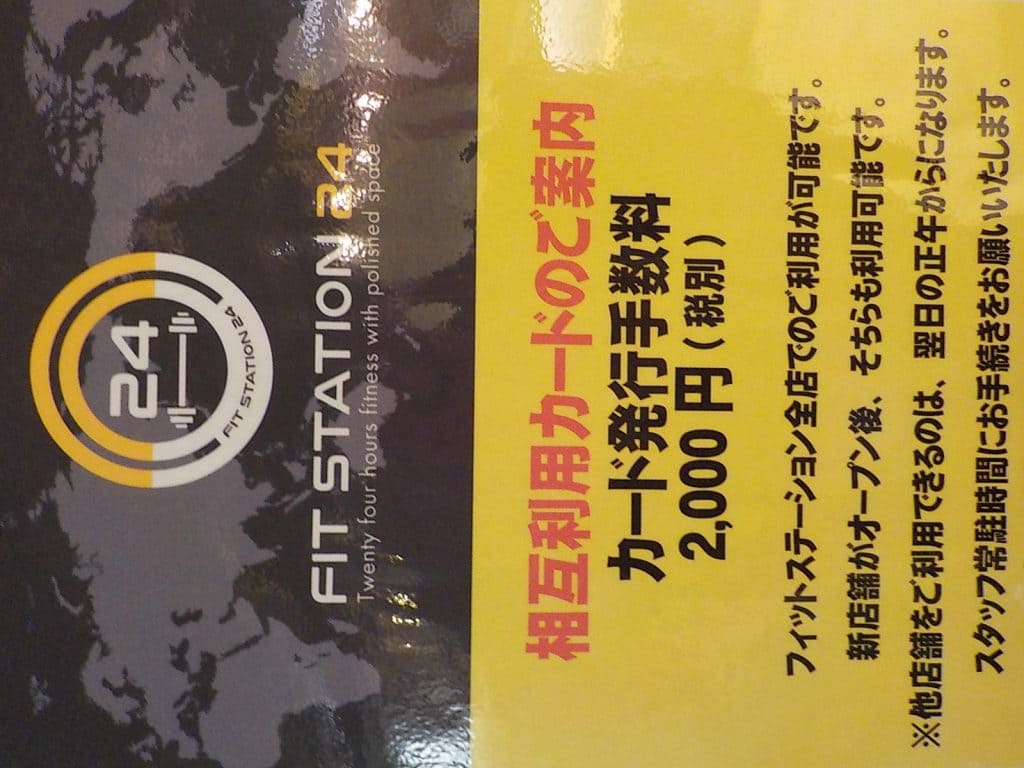 24
FIT STATION 24
FIT STATION 24
Twenty four hours fitness with polished space
相互利用カードのご案内
カード発行手数料
2,000円(税別)
フィットステーション全店でのご利用が可能です。
新店舗がオープン後、そちらも利用可能です。
※他店舗をご利用できるのは、翌日の正午からになります。
スタッフ常駐時間にお手続きをお願いいたします。